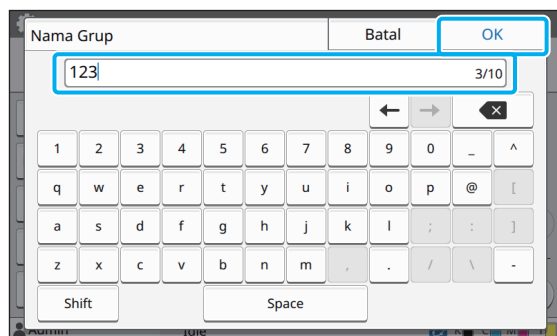 Nama Grup Batal OK
123 3/10
← → ×
1 2 3 4 5 6 7 8 9 0 _ ^
q w e r t y u i o p @ [
a s d f g h j k l ; : ]
z x c v b n m , . / \ -
Shift Space
Admin Idle K C M Y